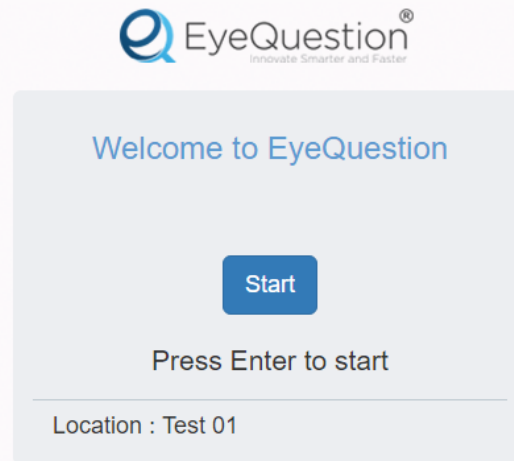 EyeQuestion®
Innovate Smarter and Faster
Welcome to EyeQuestion
Start
Press Enter to start
Location : Test 01